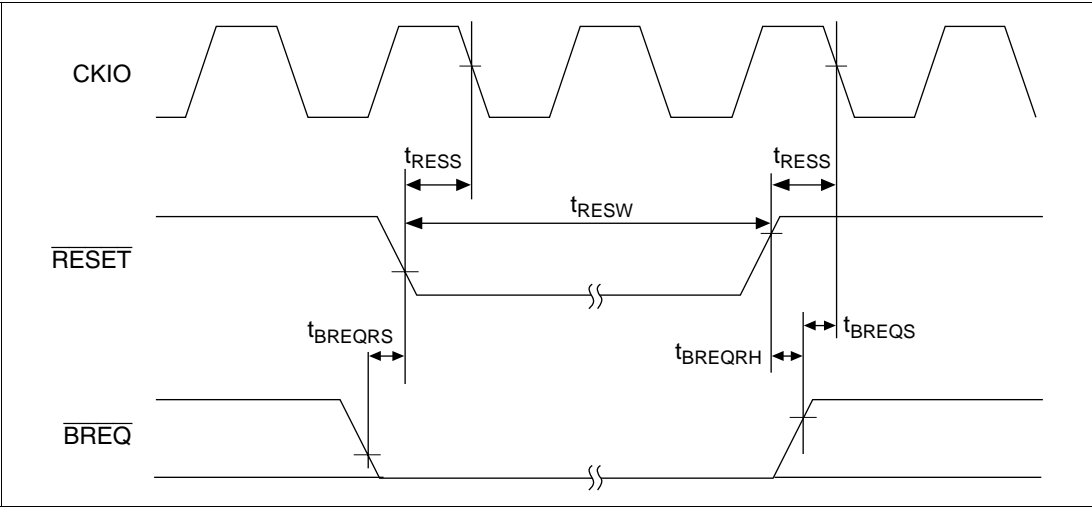 CKIO
tRESS tRESS
tRESW
RESET
tBREQRS tBREQRH tBREQS
BREQ